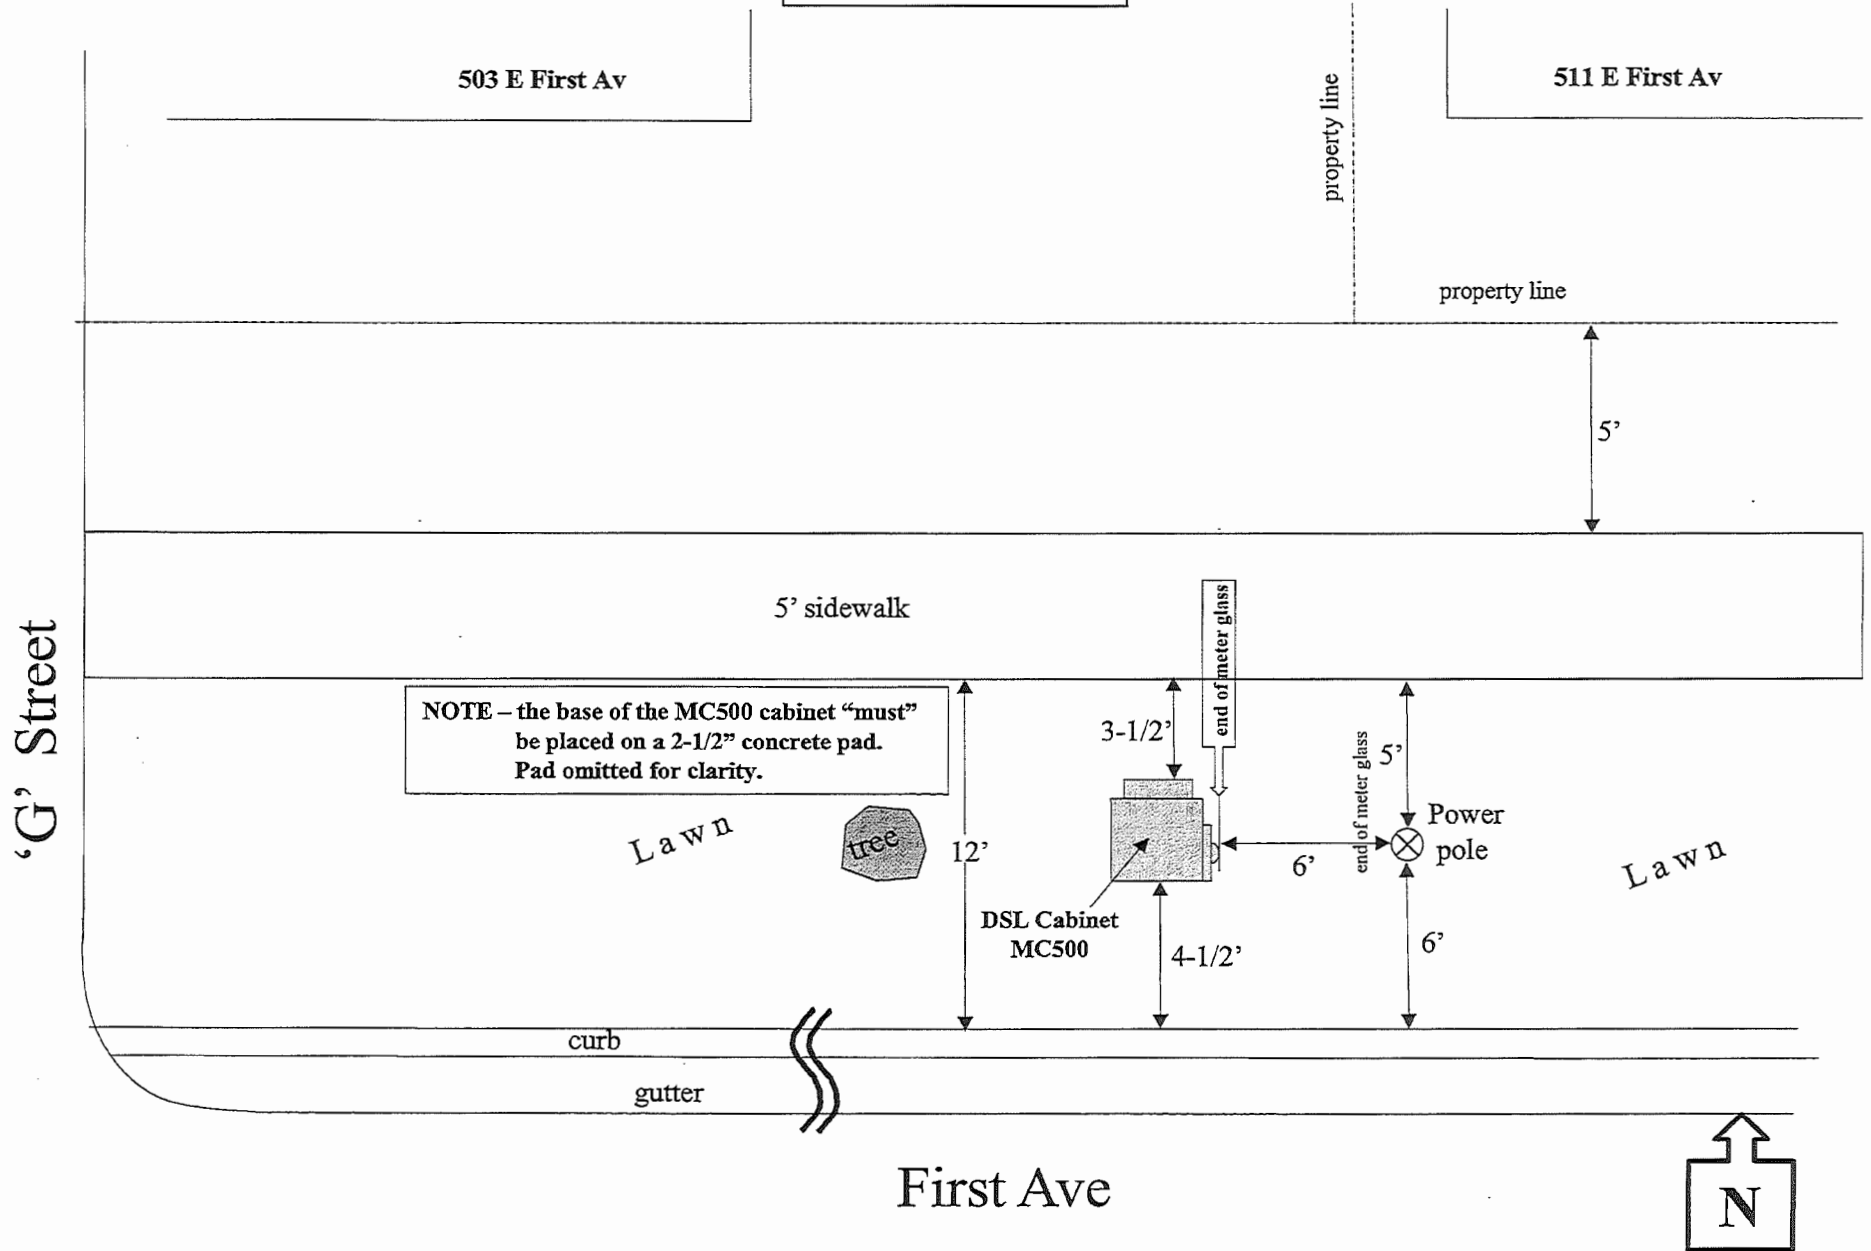 503 E First Av
511 E First Av
property line
property line
5’
5’ sidewalk
end of meter glass
‘G’ Street
NOTE – the base of the MC500 cabinet “must”
be placed on a 2-1/2” concrete pad.
Pad omitted for clarity.
3-1/2’
5’
end of meter glass
Power
pole
Lawn
tree
12’
6’
Lawn
DSL Cabinet
MC500
4-1/2’
6’
curb
gutter
First Ave
N